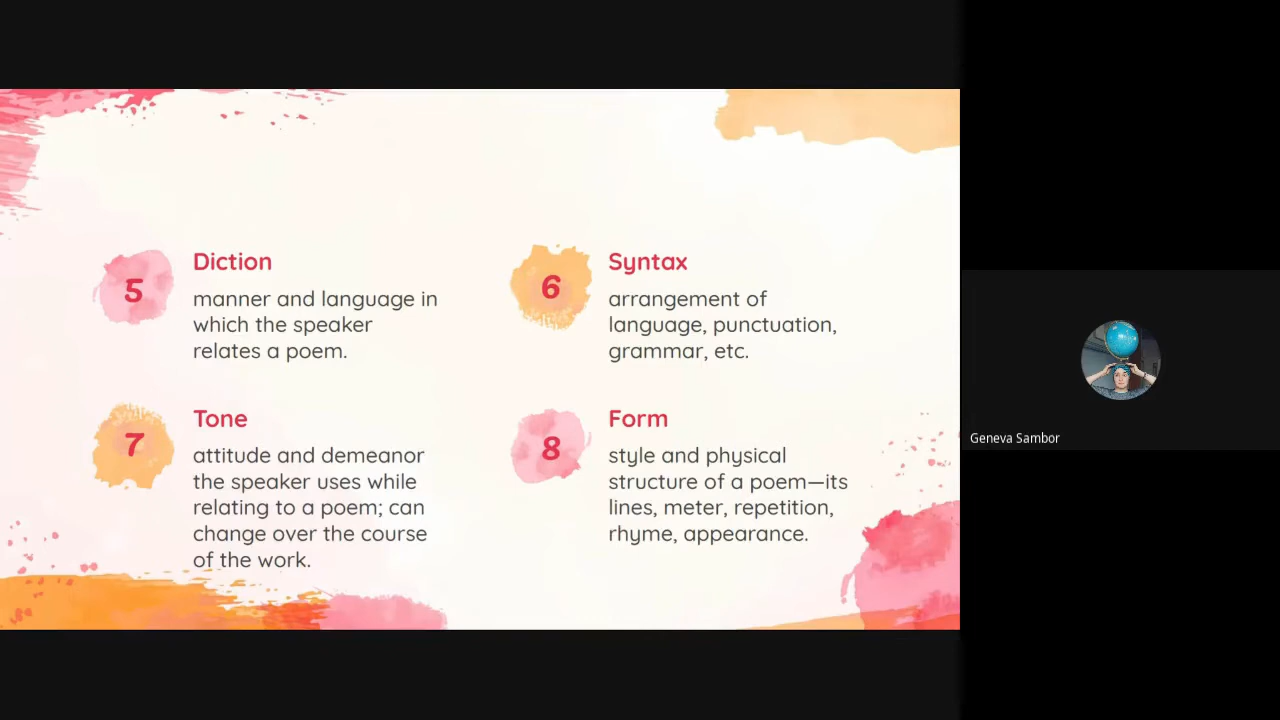 5
Diction
manner and language in
which the speaker
relates a poem.
6
Syntax
arrangement of
language, punctuation,
grammar, etc.
7
Tone
attitude and demeanor
the speaker uses while
relating to a poem; can
change over the course
of the work.
8
Form
style and physical
structure of a poem—its
lines, meter, repetition,
rhyme, appearance.
Geneva Sambor